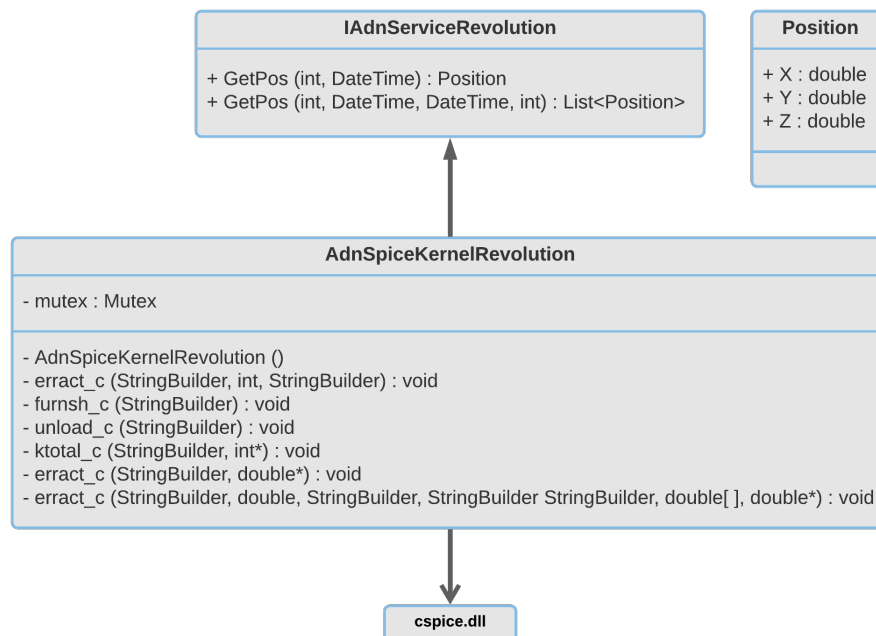 IAdnServiceRevolution
+ GetPos (int, DateTime) : Position
+ GetPos (int, DateTime, DateTime, int) : List<Position>
Position
+ X : double
+ Y : double
+ Z : double
AdnSpiceKernelRevolution
- mutex : Mutex
- AdnSpiceKernelRevolution ()
- erract_c (StringBuilder, int, StringBuilder) : void
- furnsh_c (StringBuilder) : void
- unload_c (StringBuilder) : void
- ktotal_c (StringBuilder, int*) : void
- erract_c (StringBuilder, double*) : void
- erract_c (StringBuilder, double, StringBuilder, StringBuilder StringBuilder, double[ ], double*) : void
cspice.dll